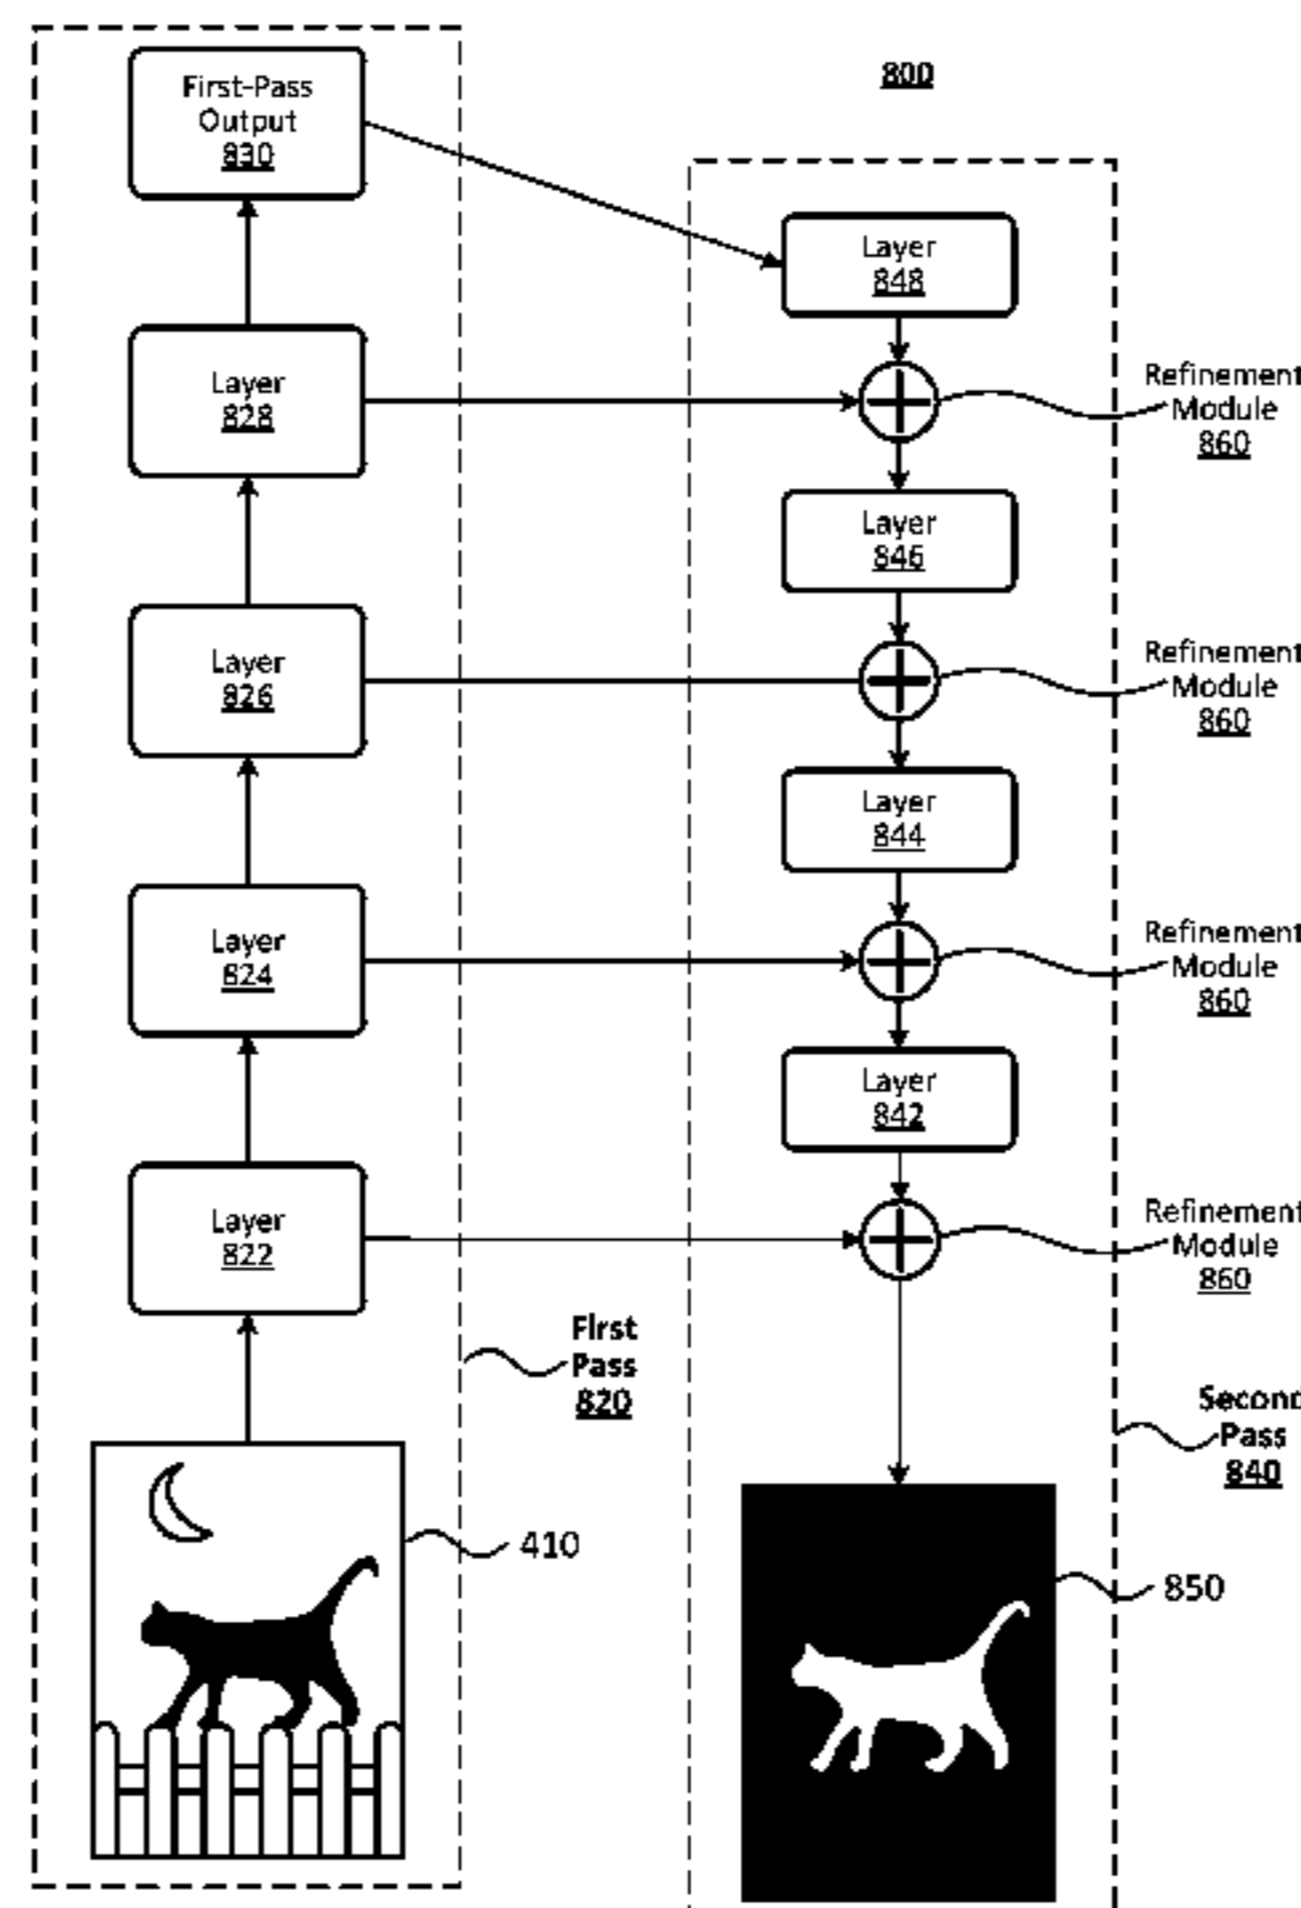 First-Pass
Output
830
800
Layer
848
Layer
828
Refinement
Module
860
Layer
846
Layer
826
Refinement
Module
860
Layer
844
Layer
824
Refinement
Module
860
Layer
842
Layer
822
Refinement
Module
860
First
Pass
820
Second
Pass
840
410
850